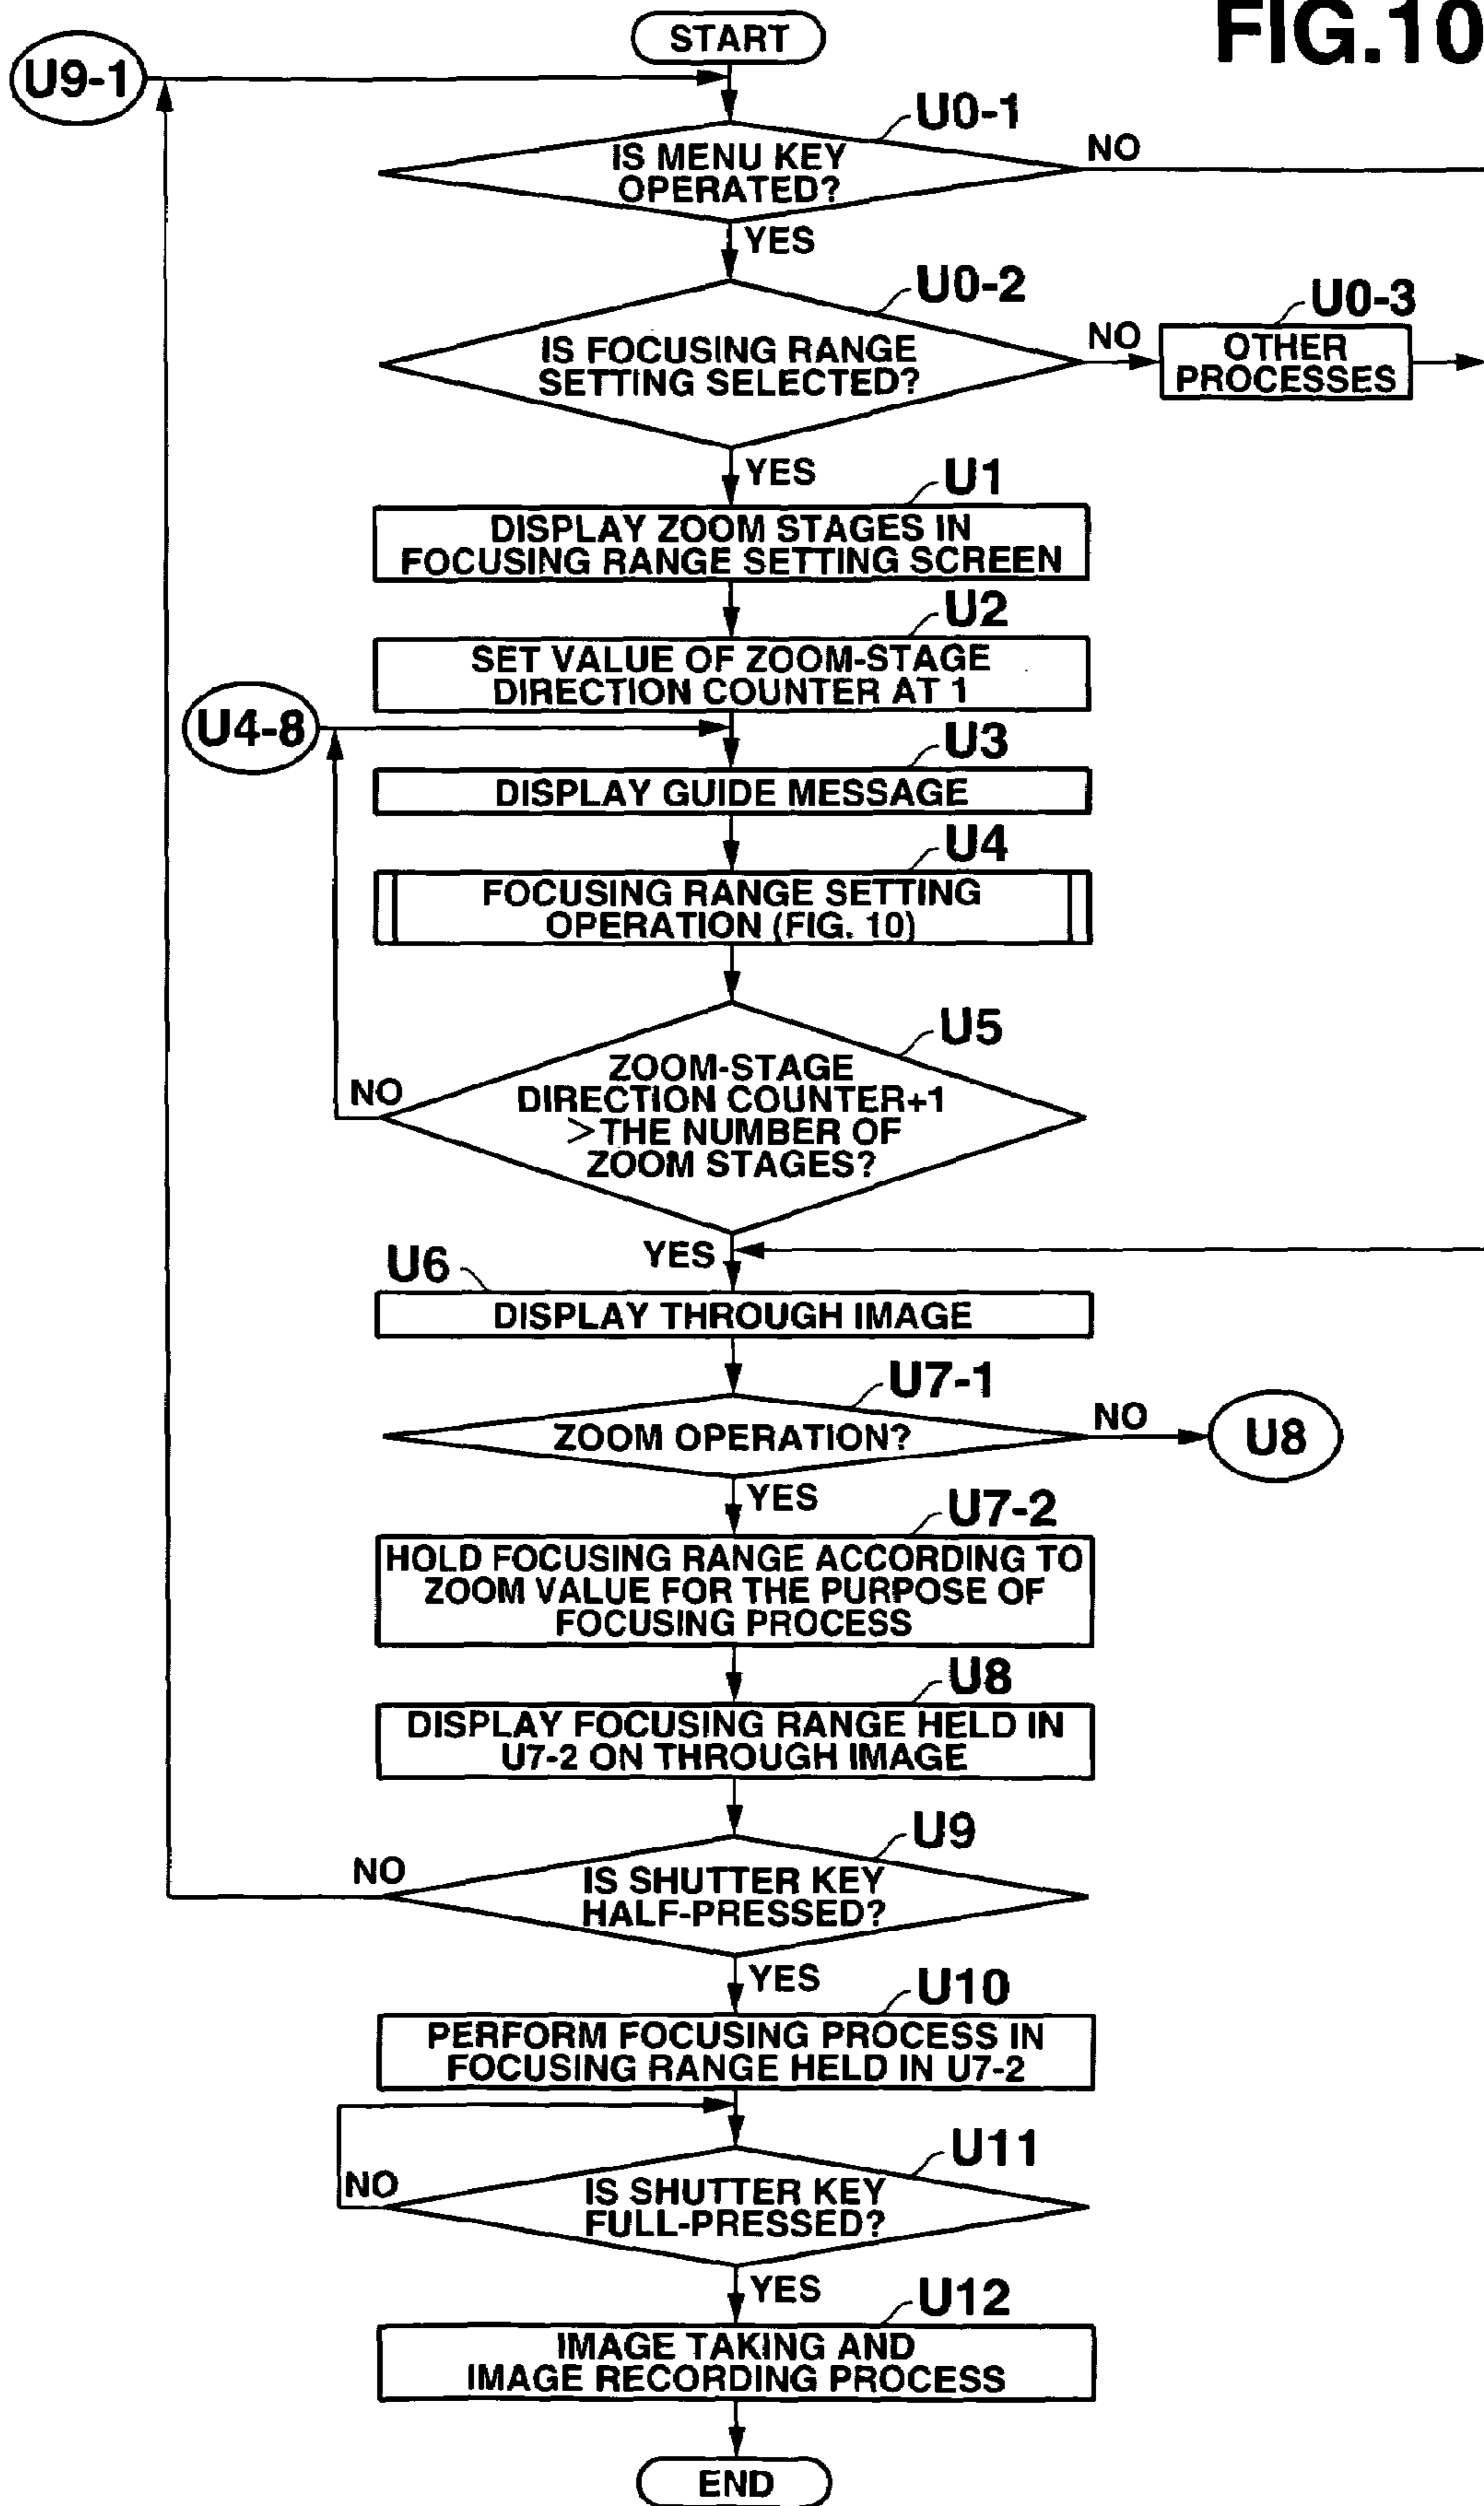 FIG.10
START
U9-1
U0-1
IS MENU KEY
OPERATED?
NO
YES
U0-2
IS FOCUSING RANGE
SETTING SELECTED?
NO
U0-3
OTHER
PROCESSES
YES
U1
DISPLAY ZOOM STAGES IN
FOCUSING RANGE SETTING SCREEN
U2
SET VALUE OF ZOOM-STAGE
DIRECTION COUNTER AT 1
U4-8
U3
DISPLAY GUIDE MESSAGE
U4
FOCUSING RANGE SETTING
OPERATION (FIG. 10)
U5
ZOOM-STAGE
DIRECTION COUNTER+1
>THE NUMBER OF
ZOOM STAGES?
NO
YES
U6
DISPLAY THROUGH IMAGE
U7-1
ZOOM OPERATION?
NO
U8
YES
U7-2
HOLD FOCUSING RANGE ACCORDING TO
ZOOM VALUE FOR THE PURPOSE OF
FOCUSING PROCESS
U8
DISPLAY FOCUSING RANGE HELD IN
U7-2 ON THROUGH IMAGE
U9
NO
IS SHUTTER KEY
HALF-PRESSED?
YES
U10
PERFORM FOCUSING PROCESS IN
FOCUSING RANGE HELD IN U7-2
U11
NO
IS SHUTTER KEY
FULL-PRESSED?
YES
U12
IMAGE TAKING AND
IMAGE RECORDING PROCESS
END